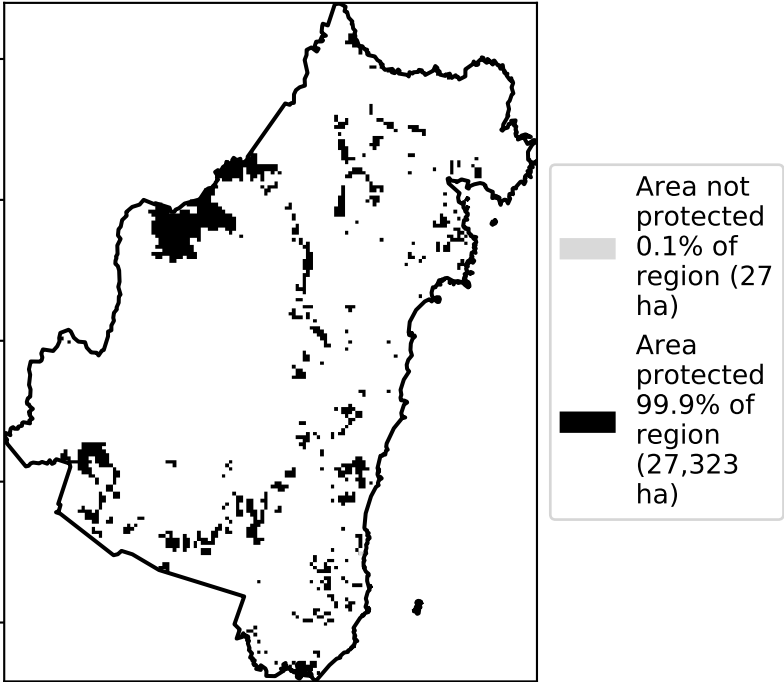 Area not
protected
0.1% of
region (27
ha)
Area
protected
99.9% of
region
(27,323
ha)